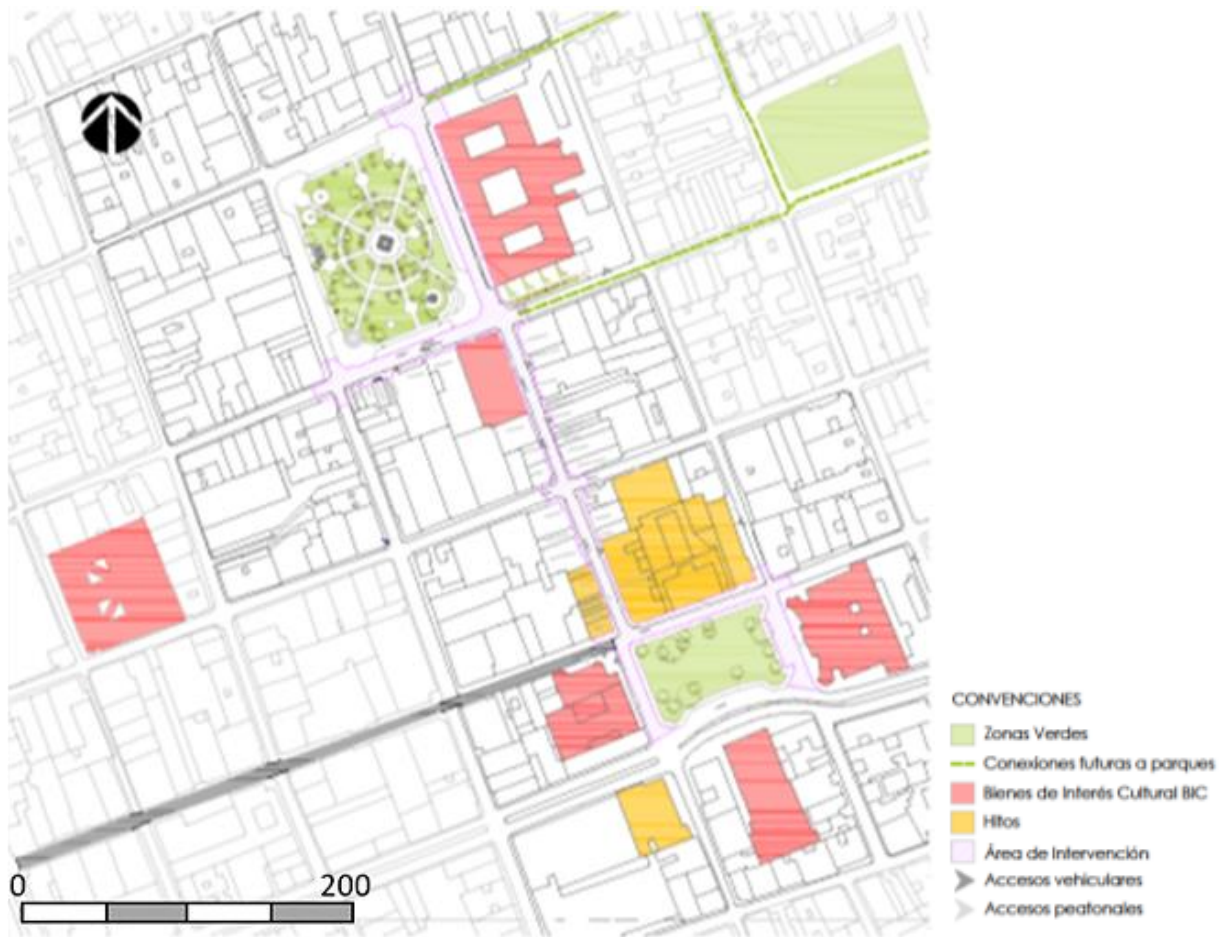 CONVENCIONES
Zonas Verdes
Conexiones futuras a parques
Bienes de Interés Cultural BIC
Hitos
Área de Intervención
Accesos vehiculares
Accesos peatonales
0 200